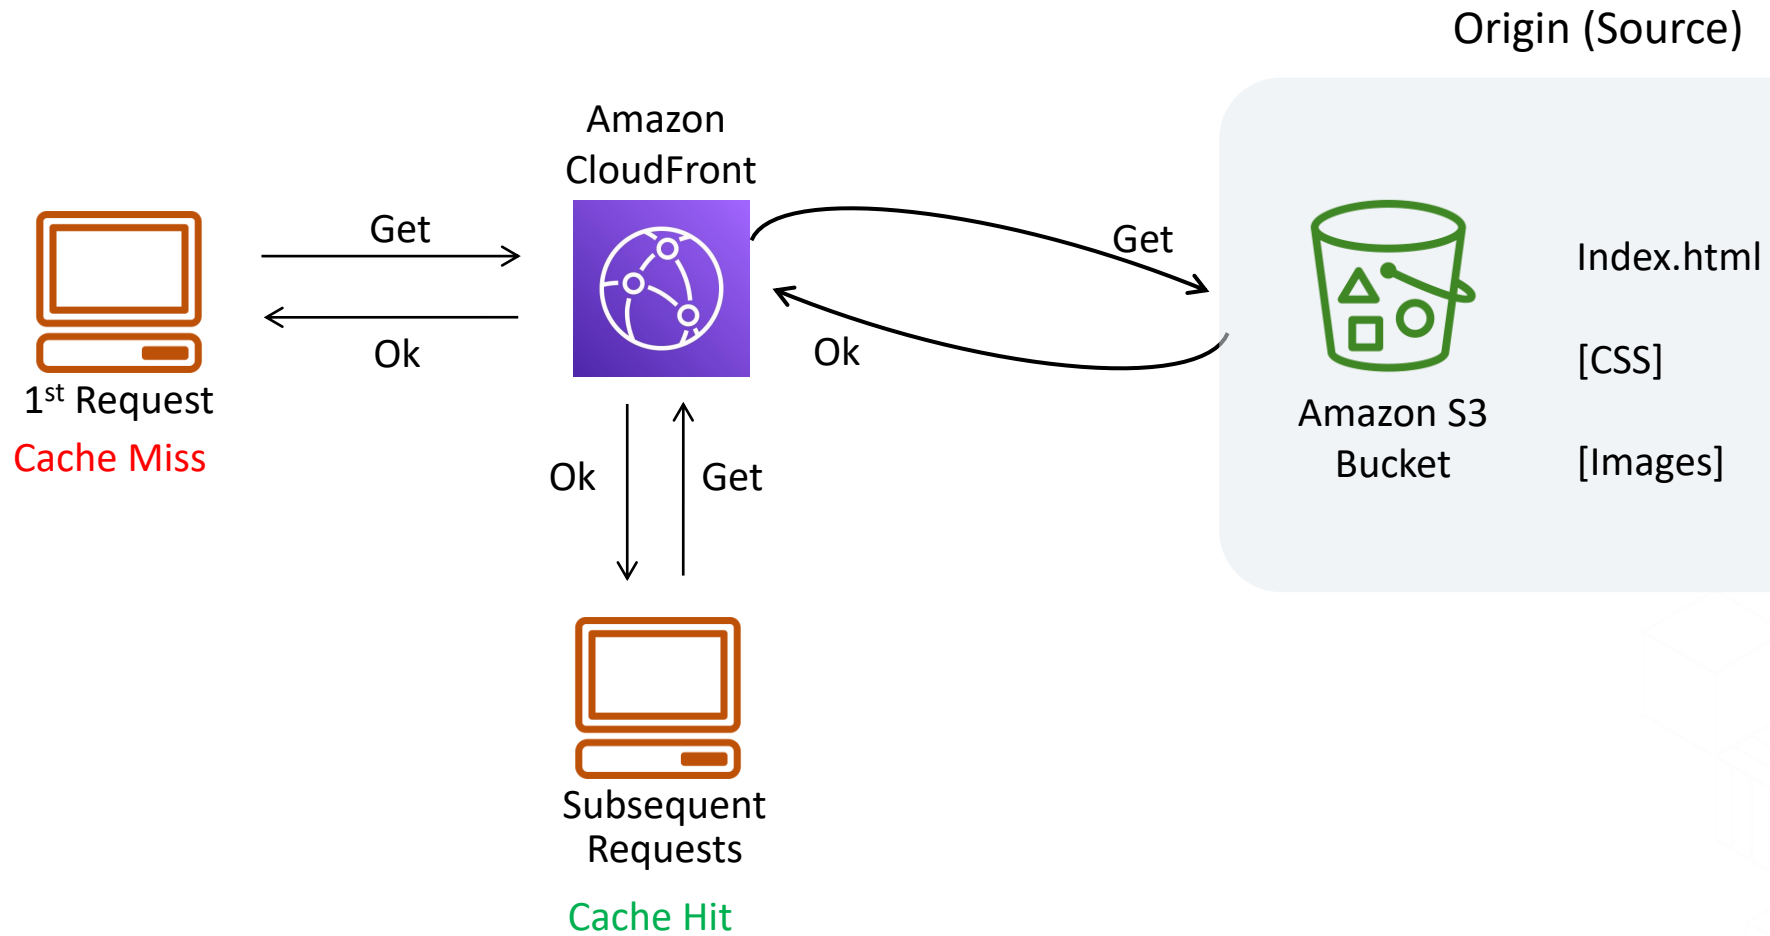 Origin (Source)
Amazon
CloudFront
Get
Ok
1st Request
Cache Miss
Get
Ok
Index.html
[CSS]
[Images]
Amazon S3
Bucket
Ok
Get
Subsequent
Requests
Cache Hit